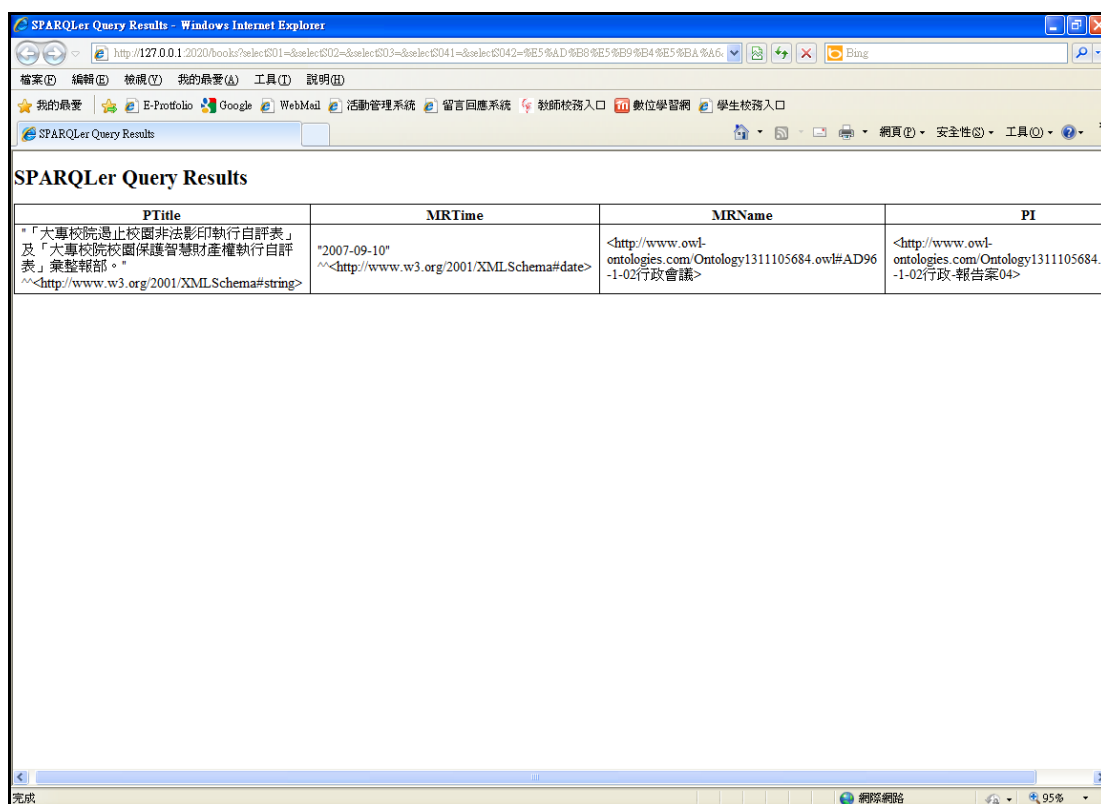 SPARQLer Query Results - Windows Internet Explorer
http://127.0.0.1:2020/books?select301=&select302=&select303=&select3041=&select3042=%E5%AD%B8%E5%B9%B4%E5%BA%A6
Bing
檔案(F) 編輯(E) 檢視(V) 我的最愛(A) 工具(T) 說明(H)
我的最愛 E-Protfolio Google WebMail 活動管理系統 留言回應系統 教師校務入口 數位學習網 學生校務入口
SPARQLer Query Results
網頁(P) 安全性(S) 工具(O)
SPARQLer Query Results
PTitle MRTime MRName PI
"「大專校院遏止校園非法影印執行自評表」
及「大專校院校園保護智慧財產權執行自評
表」彙整報部。"
^^<http://www.w3.org/2001/XMLSchema#string>
"2007-09-10"
^^<http://www.w3.org/2001/XMLSchema#date>
<http://www.owl-
ontologies.com/Ontology1311105684.owl#AD96
-1-02行政會議>
<http://www.owl-
ontologies.com/Ontology1311105684.
-1-02行政-報告案04>
完成 網際網路 95%